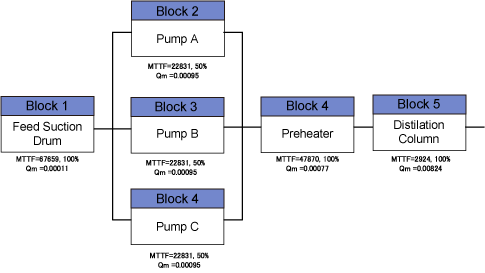 Block 2
Pump A
MTTF=22831, 50%
Qm =0.00095
Block 1
Feed Suction
Drum
MTTF=67659, 100%
Qm =0.00011
Block 3
Pump B
MTTF=22831, 50%
Qm =0.00095
Block 4
Preheater
MTTF=47870, 100%
Qm =0.00077
Block 5
Distilation
Column
MTTF=2924, 100%
Qm =0.00824
Block 4
Pump C
MTTF=22831, 50%
Qm =0.00095